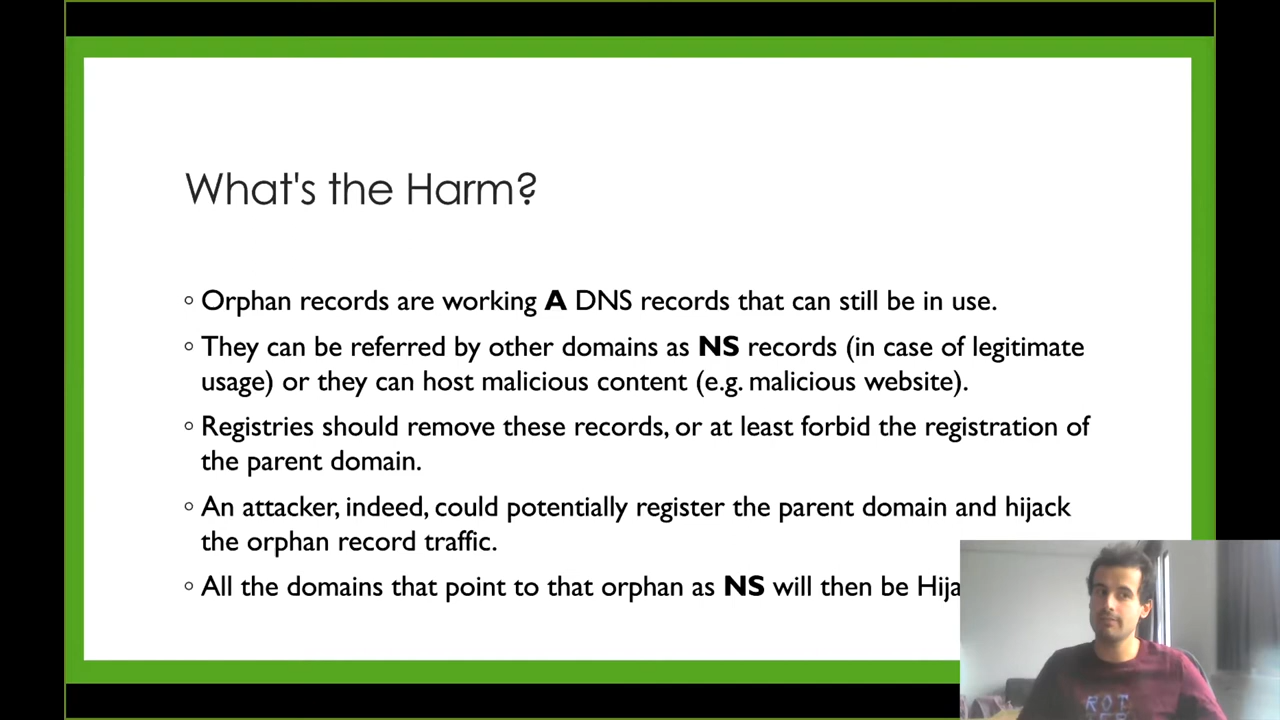 What's the Harm?
Orphan records are working A DNS records that can still be in use.
They can be referred by other domains as NS records (in case of legitimate
usage) or they can host malicious content (e.g. malicious website).
Registries should remove these records, or at least forbid the registration of
the parent domain.
An attacker, indeed, could potentially register the parent domain and hijack
the orphan record traffic.
All the domains that point to that orphan as NS will then be
ROT